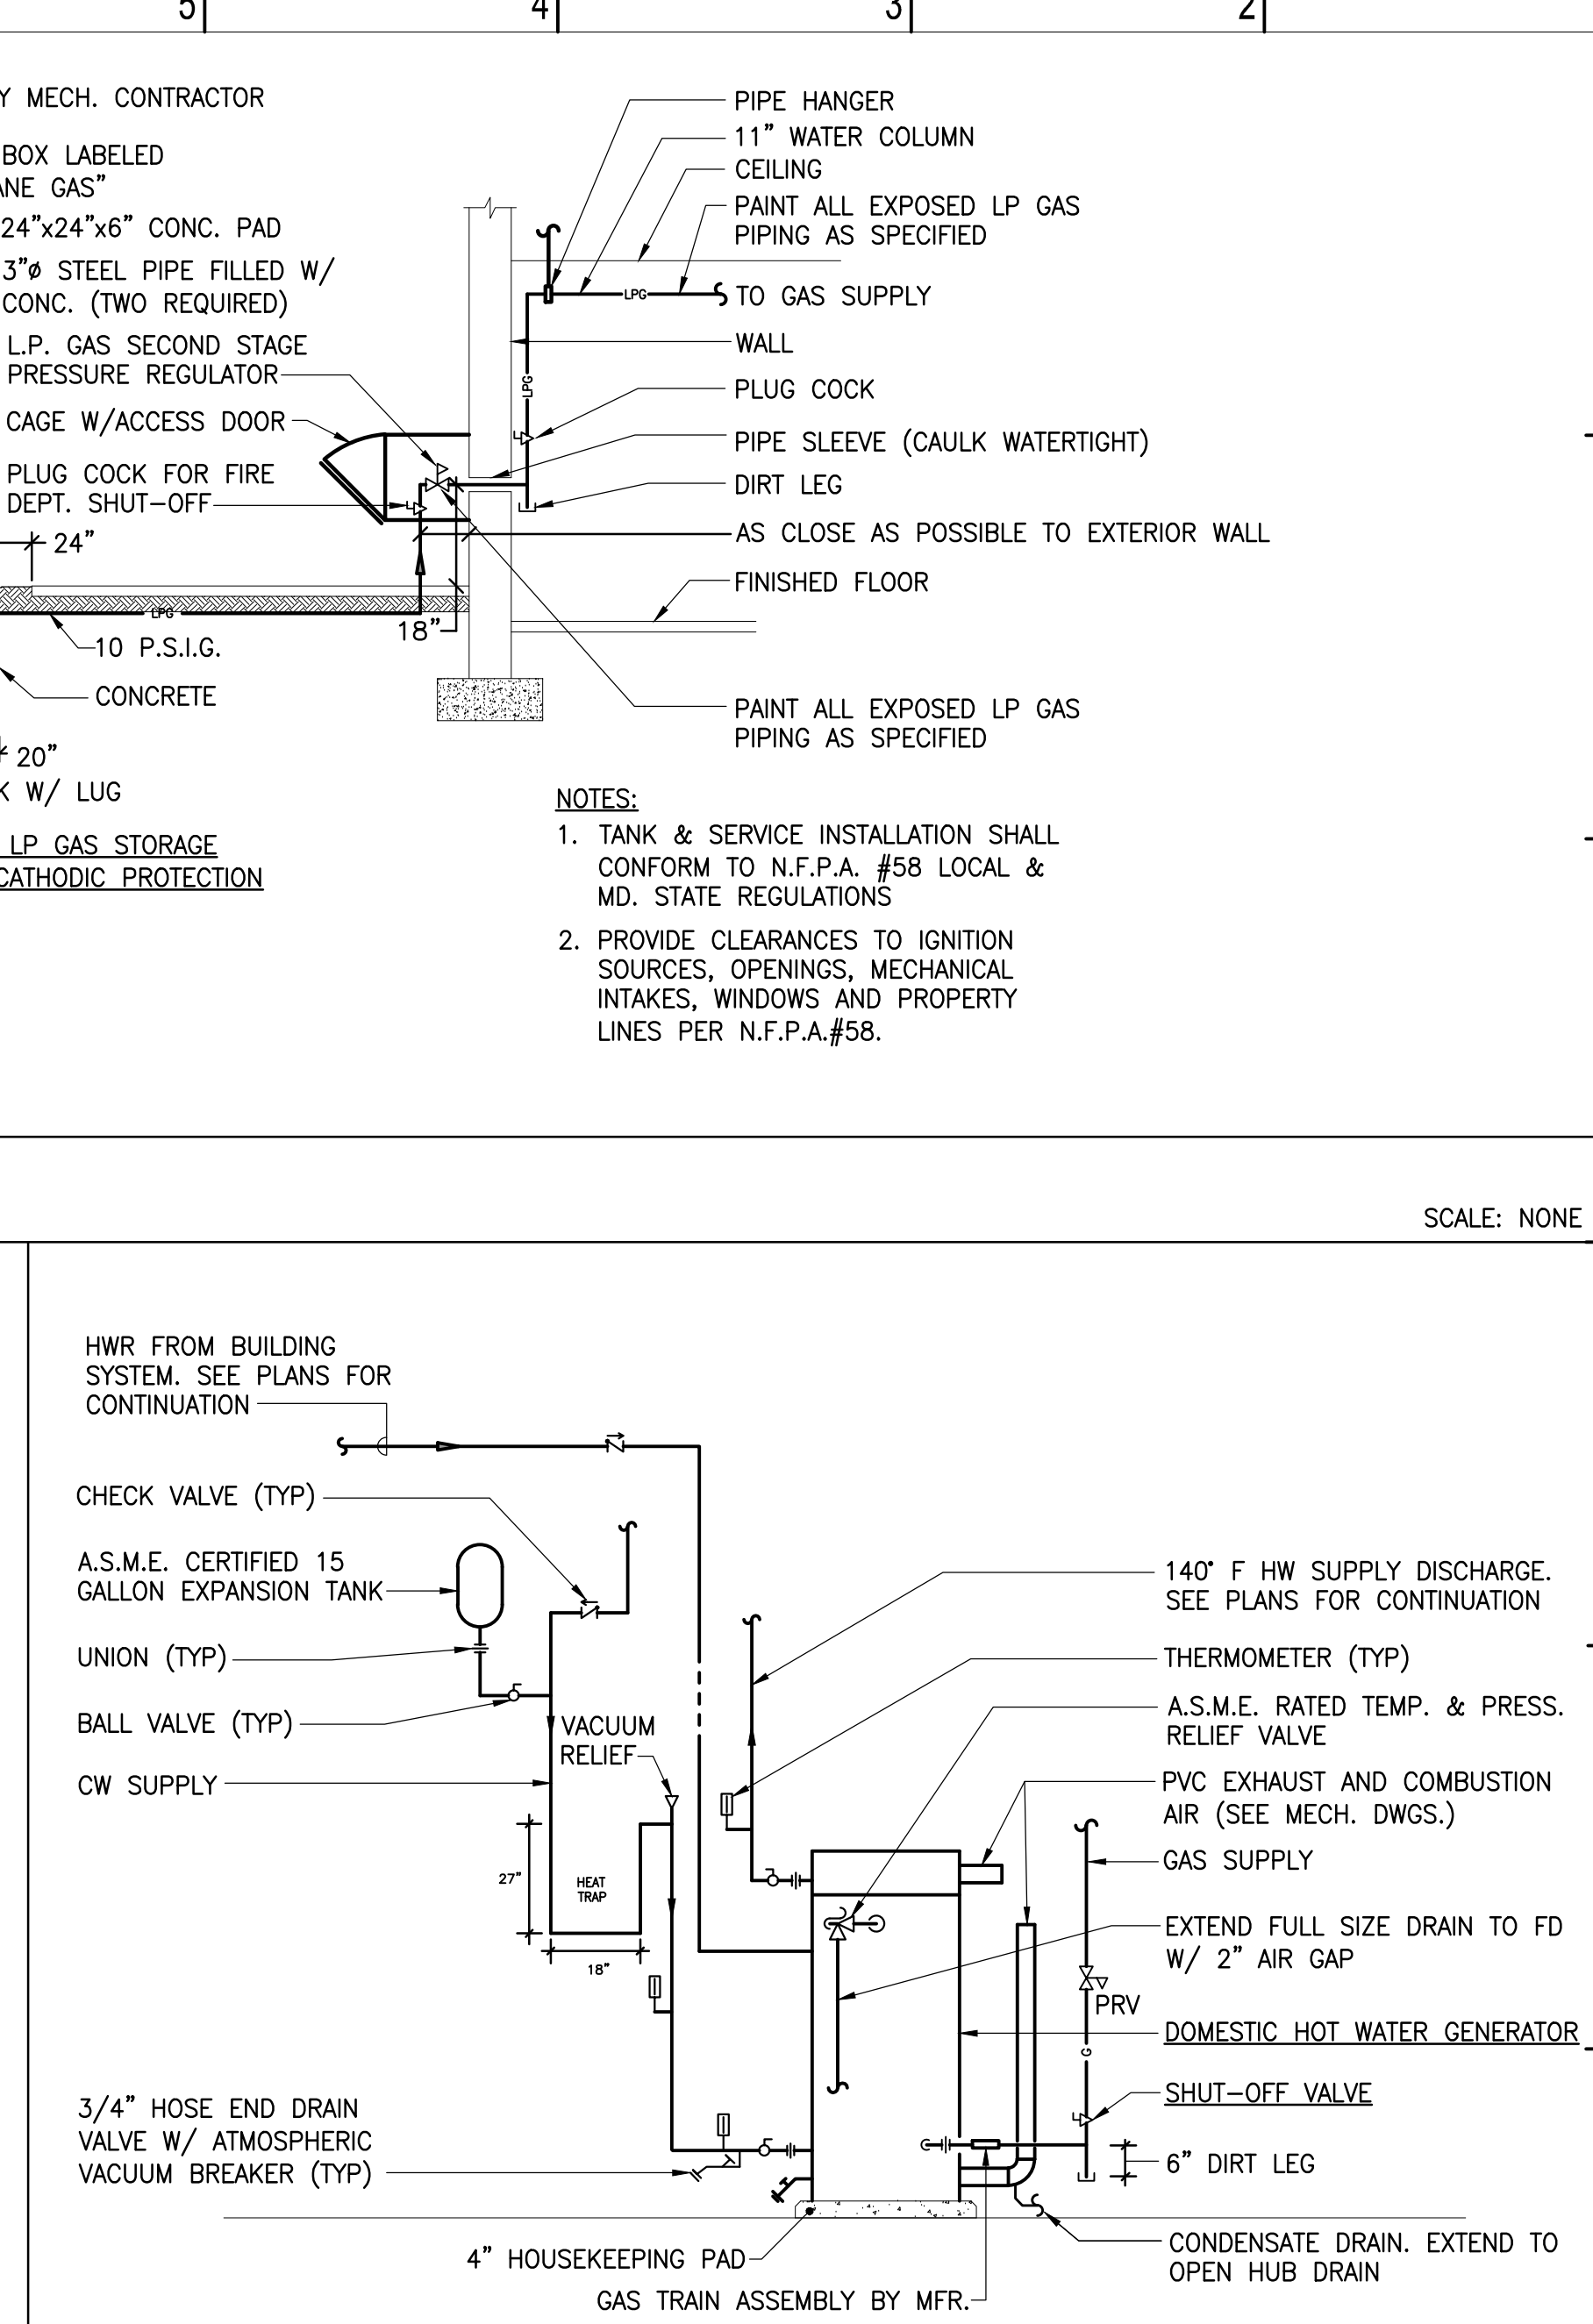 5
4
3
2
Y MECH. CONTRACTOR
BOX LABELED
ANE GAS"
24"x24"x6" CONC. PAD
3"ø STEEL PIPE FILLED W/
CONC. (TWO REQUIRED)
L.P. GAS SECOND STAGE
PRESSURE REGULATOR
CAGE W/ACCESS DOOR
PLUG COCK FOR FIRE
DEPT. SHUT-OFF
24"
LPG
10 P.S.I.G.
CONCRETE
20"
K W/ LUG
LP GAS STORAGE
CATHODIC PROTECTION
18"
PIPE HANGER
11" WATER COLUMN
CEILING
PAINT ALL EXPOSED LP GAS
PIPING AS SPECIFIED
LPG
TO GAS SUPPLY
WALL
LPG
PLUG COCK
PIPE SLEEVE (CAULK WATERTIGHT)
DIRT LEG
AS CLOSE AS POSSIBLE TO EXTERIOR WALL
FINISHED FLOOR
PAINT ALL EXPOSED LP GAS
PIPING AS SPECIFIED
NOTES:
1. TANK & SERVICE INSTALLATION SHALL
CONFORM TO N.F.P.A. #58 LOCAL &
MD. STATE REGULATIONS
2. PROVIDE CLEARANCES TO IGNITION
SOURCES, OPENINGS, MECHANICAL
INTAKES, WINDOWS AND PROPERTY
LINES PER N.F.P.A.#58.
SCALE: NONE
HWR FROM BUILDING
SYSTEM. SEE PLANS FOR
CONTINUATION
CHECK VALVE (TYP)
A.S.M.E. CERTIFIED 15
GALLON EXPANSION TANK
UNION (TYP)
BALL VALVE (TYP)
CW SUPPLY
VACUUM
RELIEF
27"
HEAT
TRAP
18"
3/4" HOSE END DRAIN
VALVE W/ ATMOSPHERIC
VACUUM BREAKER (TYP)
4" HOUSEKEEPING PAD
GAS TRAIN ASSEMBLY BY MFR.
140° F HW SUPPLY DISCHARGE.
SEE PLANS FOR CONTINUATION
THERMOMETER (TYP)
A.S.M.E. RATED TEMP. & PRESS.
RELIEF VALVE
PVC EXHAUST AND COMBUSTION
AIR (SEE MECH. DWGS.)
GAS SUPPLY
EXTEND FULL SIZE DRAIN TO FD
W/ 2" AIR GAP
PRV
DOMESTIC HOT WATER GENERATOR
G
SHUT-OFF VALVE
6" DIRT LEG
CONDENSATE DRAIN. EXTEND TO
OPEN HUB DRAIN